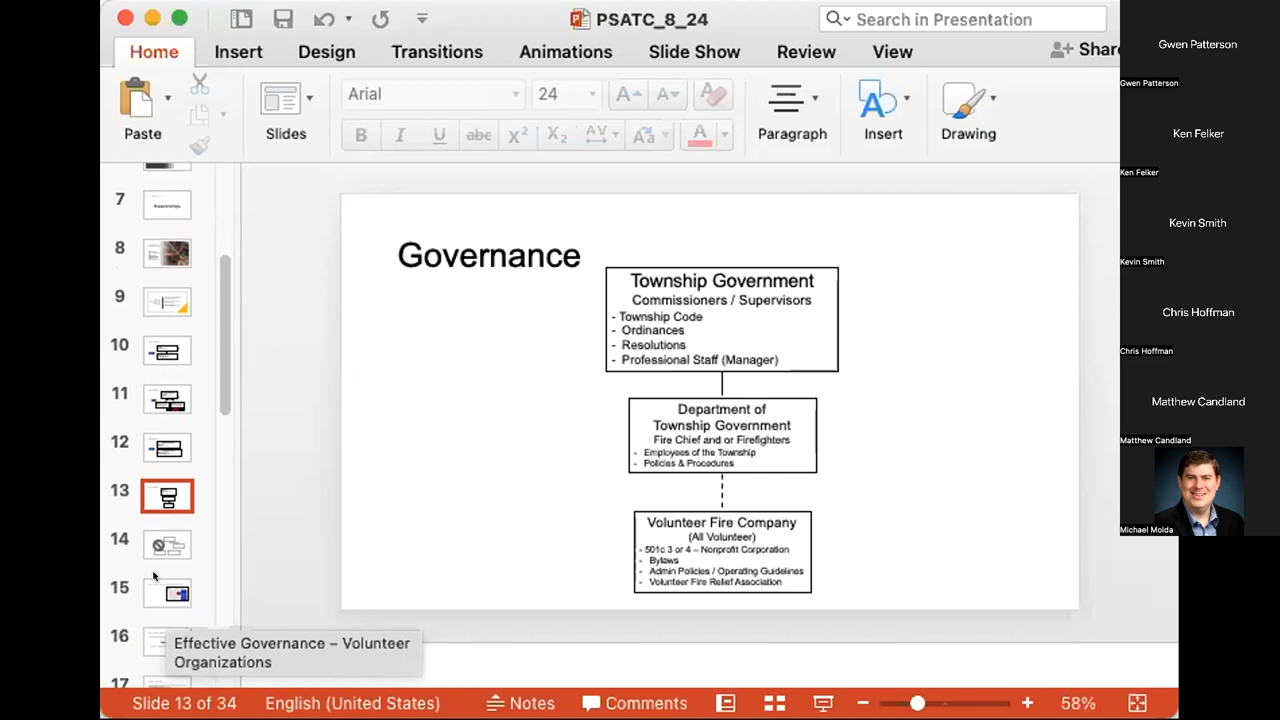 PSATC_8_24
Search in Presentation
Home Insert Design Transitions Animations Slide Show Review View Shar
Paste
Slides
Arial
24
B I U abc X² X₂ AV Aa A
Paragraph
Insert
Drawing
7
8
9
10
11
12
13
14
15
16
17
Effective Governance – Volunteer
Organizations
Governance
Township Government
Commissioners / Supervisors
- Township Code
- Ordinances
- Resolutions
- Professional Staff (Manager)
Department of
Township Government
Fire Chief and or Firefighters
- Employees of the Township
- Policies & Procedures
Volunteer Fire Company
(All Volunteer)
- 501c 3 or 4 – Nonprofit Corporation
- Bylaws
- Admin Policies / Operating Guidelines
- Volunteer Fire Relief Association
Slide 13 of 34
English (United States)
Notes
Comments
58%
Gwen Patterson
Gwen Patterson
Ken Felker
Ken Felker
Kevin Smith
Kevin Smith
Chris Hoffman
Chris Hoffman
Matthew Candland
Matthew Candland
Michael Molda